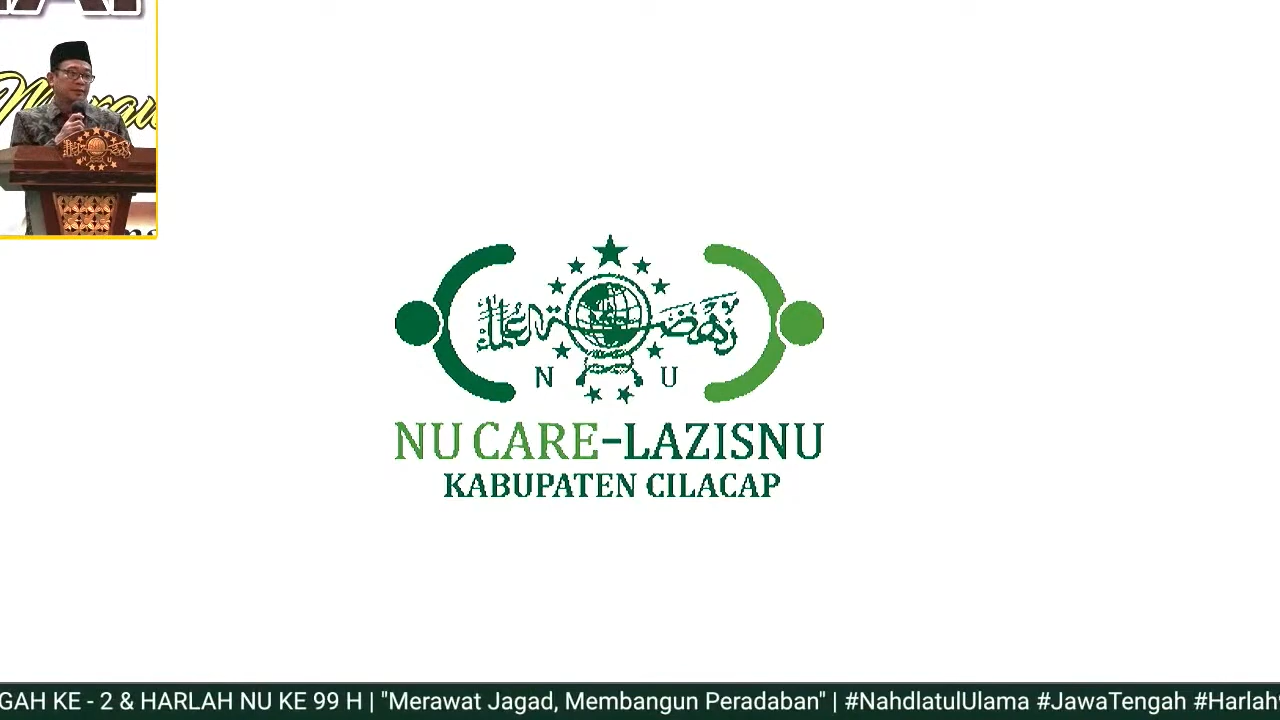 N U
NU CARE-LAZISNU
KABUPATEN CILACAP
GAH KE - 2 & HARLAH NU KE 99 H | "Merawat Jagad, Membangun Peradaban" | #NahdlatulUlama #JawaTengah #Harlah